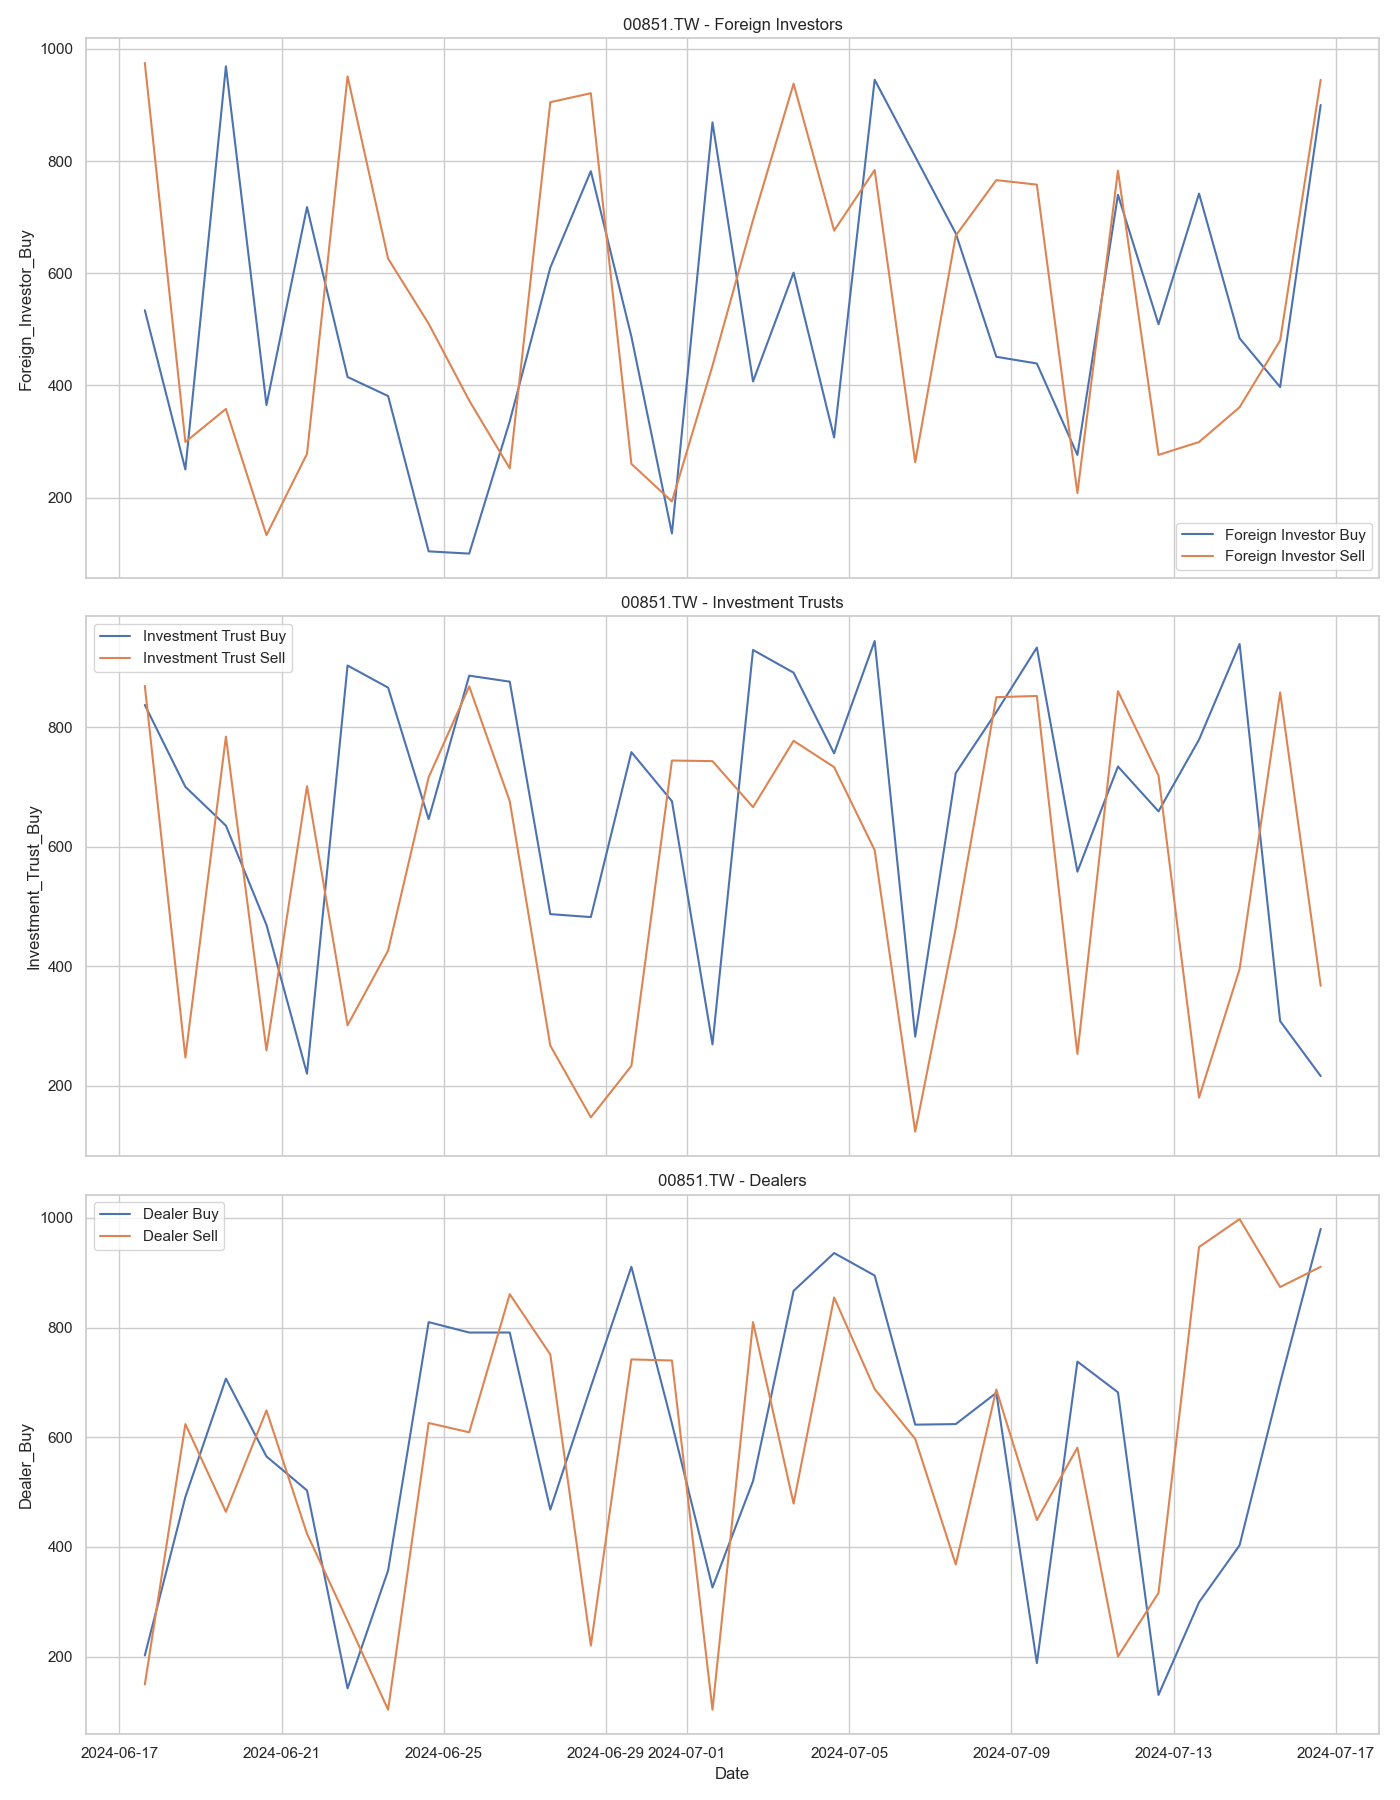 00851.TW - Foreign Investors
1000
800
600
400
200
Foreign_Investor_Buy
Foreign Investor Buy
Foreign Investor Sell
00851.TW - Investment Trusts
Investment Trust Buy
Investment Trust Sell
800
600
400
200
Investment_Trust_Buy
00851.TW - Dealers
Dealer Buy
Dealer Sell
1000
800
600
400
200
Dealer_Buy
2024-06-17 2024-06-21 2024-06-25 2024-06-29 2024-07-01 2024-07-05 2024-07-09 2024-07-13 2024-07-17
Date